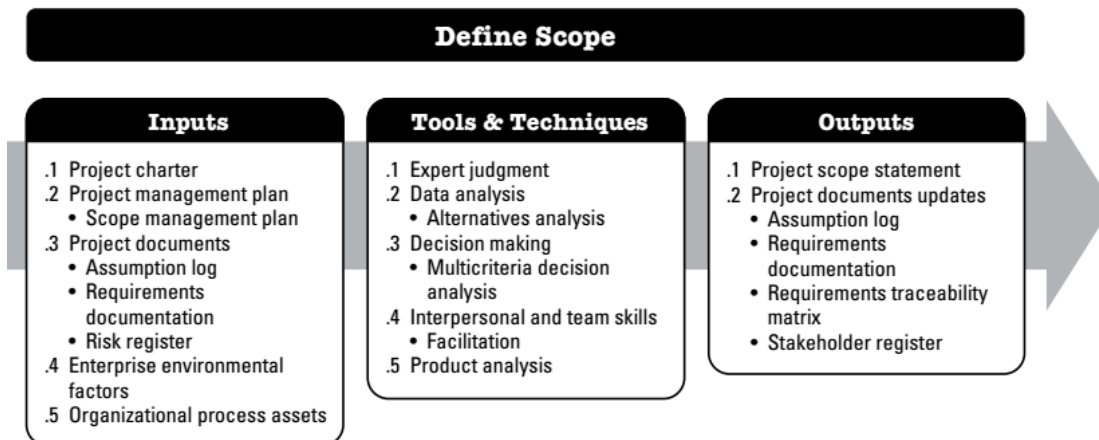 Define Scope
Inputs
.1 Project charter
.2 Project management plan
• Scope management plan
.3 Project documents
• Assumption log
• Requirements
documentation
• Risk register
.4 Enterprise environmental
factors
.5 Organizational process assets
Tools & Techniques
.1 Expert judgment
.2 Data analysis
• Alternatives analysis
.3 Decision making
• Multicriteria decision
analysis
.4 Interpersonal and team skills
• Facilitation
.5 Product analysis
Outputs
.1 Project scope statement
.2 Project documents updates
• Assumption log
• Requirements
documentation
• Requirements traceability
matrix
• Stakeholder register